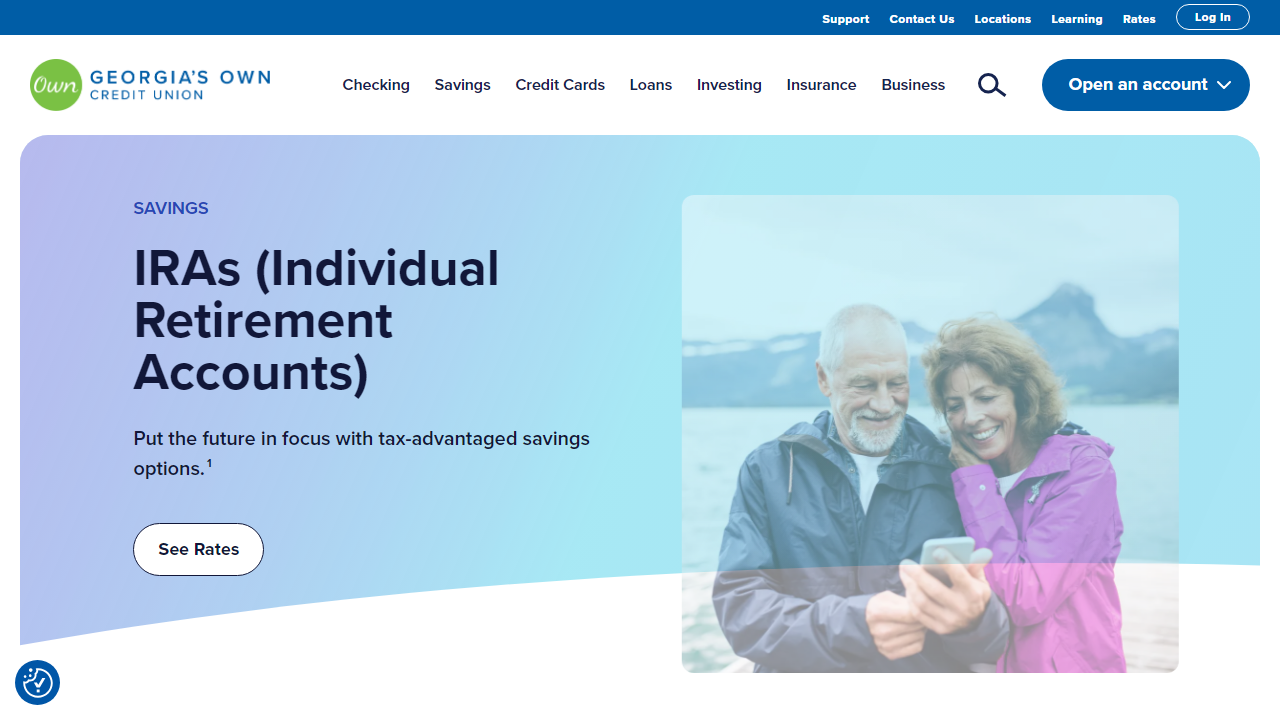 Support Contact Us Locations Learning Rates Log In
Own GEORGIA'S OWN
CREDIT UNION
Checking Savings Credit Cards Loans Investing Insurance Business Open an account
SAVINGS
IRAs (Individual
Retirement
Accounts)
Put the future in focus with tax-advantaged savings
options.1
See Rates